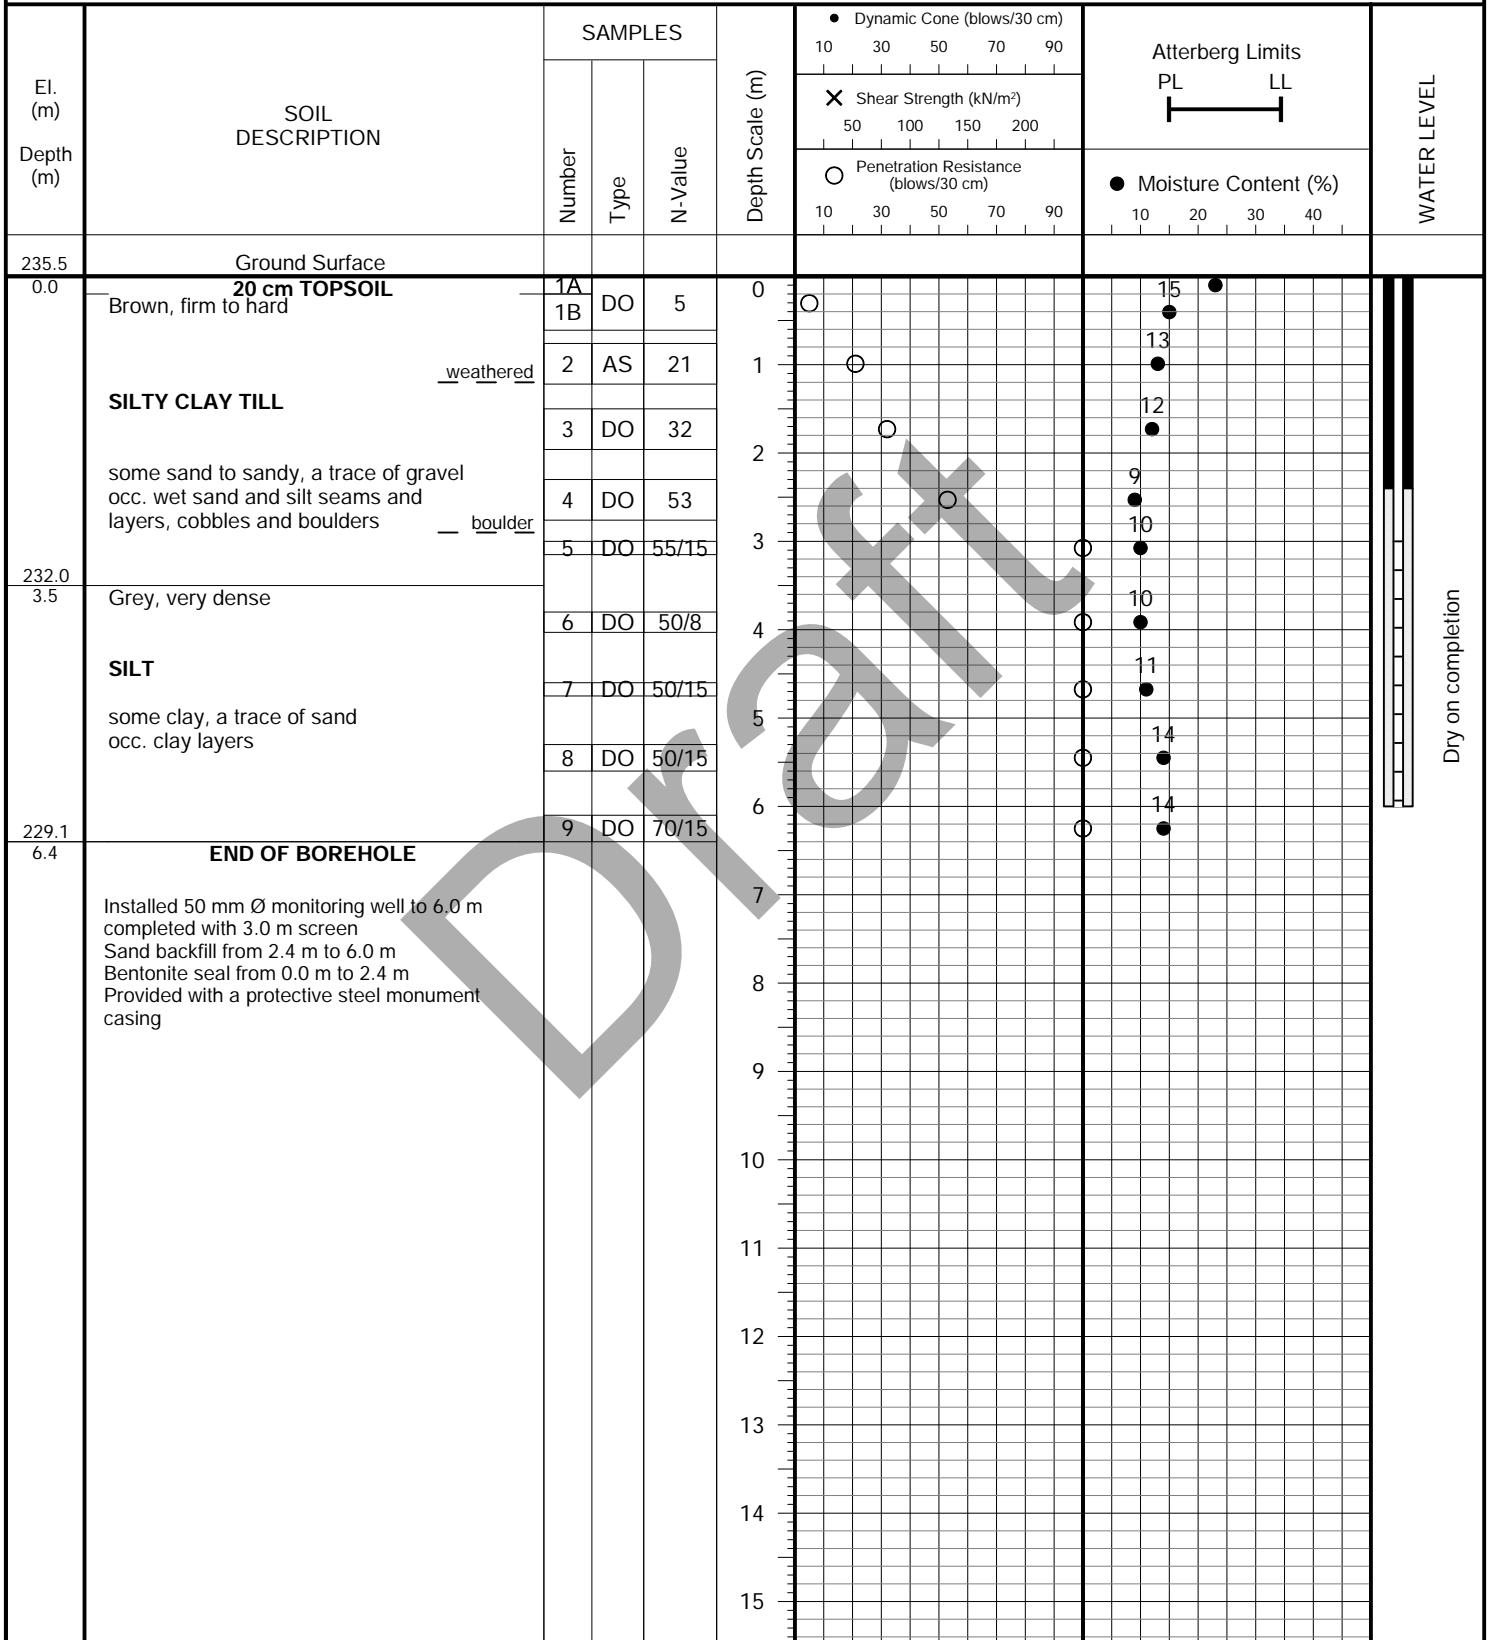 El.
(m)
Depth
(m)
SOIL
DESCRIPTION
SAMPLES
Number
Type
N-Value
Depth Scale (m)
Dynamic Cone (blows/30 cm)
10 30 50 70 90
Shear Strength (kN/m²)
50 100 150 200
Penetration Resistance
(blows/30 cm)
10 30 50 70 90
Atterberg Limits
PL LL
Moisture Content (%)
10 20 30 40
WATER LEVEL
235.5 Ground Surface
0.0 20 cm TOPSOIL 1A 0 15
Brown, firm to hard 1B DO 5
13
weathered 2 AS 21 1
SILTY CLAY TILL 12
3 DO 32
2
some sand to sandy, a trace of gravel 9
occ. wet sand and silt seams and 4 DO 53
layers, cobbles and boulders boulder 10
5 DO 55/15 3
232.0
3.5 Grey, very dense 10
6 DO 50/8 4
SILT 11
7 DO 50/15
some clay, a trace of sand 5
occ. clay layers 14
8 DO 50/15
6 14
229.1 9 DO 70/15
6.4 END OF BOREHOLE
7
Installed 50 mm Ø monitoring well to 6.0 m
completed with 3.0 m screen
Sand backfill from 2.4 m to 6.0 m
Bentonite seal from 0.0 m to 2.4 m
8
Provided with a protective steel monument
casing
9
10
11
12
13
14
15
Dry on completion
Draft